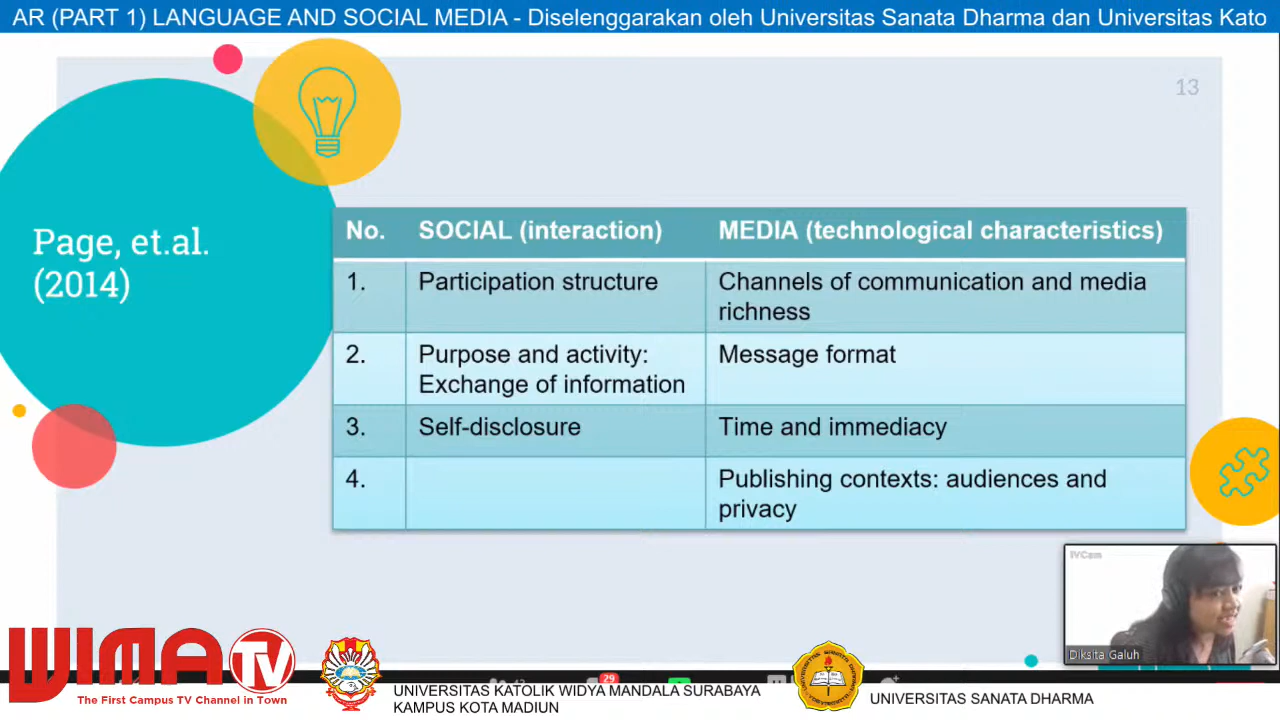 AR (PART 1) LANGUAGE AND SOCIAL MEDIA - Diselenggarakan oleh Universitas Sanata Dharma dan Universitas Kato
13
Page, et.al.
(2014)
No. SOCIAL (interaction) MEDIA (technological characteristics)
1. Participation structure Channels of communication and media
richness
2. Purpose and activity: Message format
Exchange of information
3. Self-disclosure Time and immediacy
4. Publishing contexts: audiences and
privacy
IVCam
Diksita Galuh
WIMA TV
The First Campus TV Channel in Town
29
UNIVERSITAS KATOLIK WIDYA MANDALA SURABAYA
KAMPUS KOTA MADIUN
UNIVERSITAS SANATA DHARMA